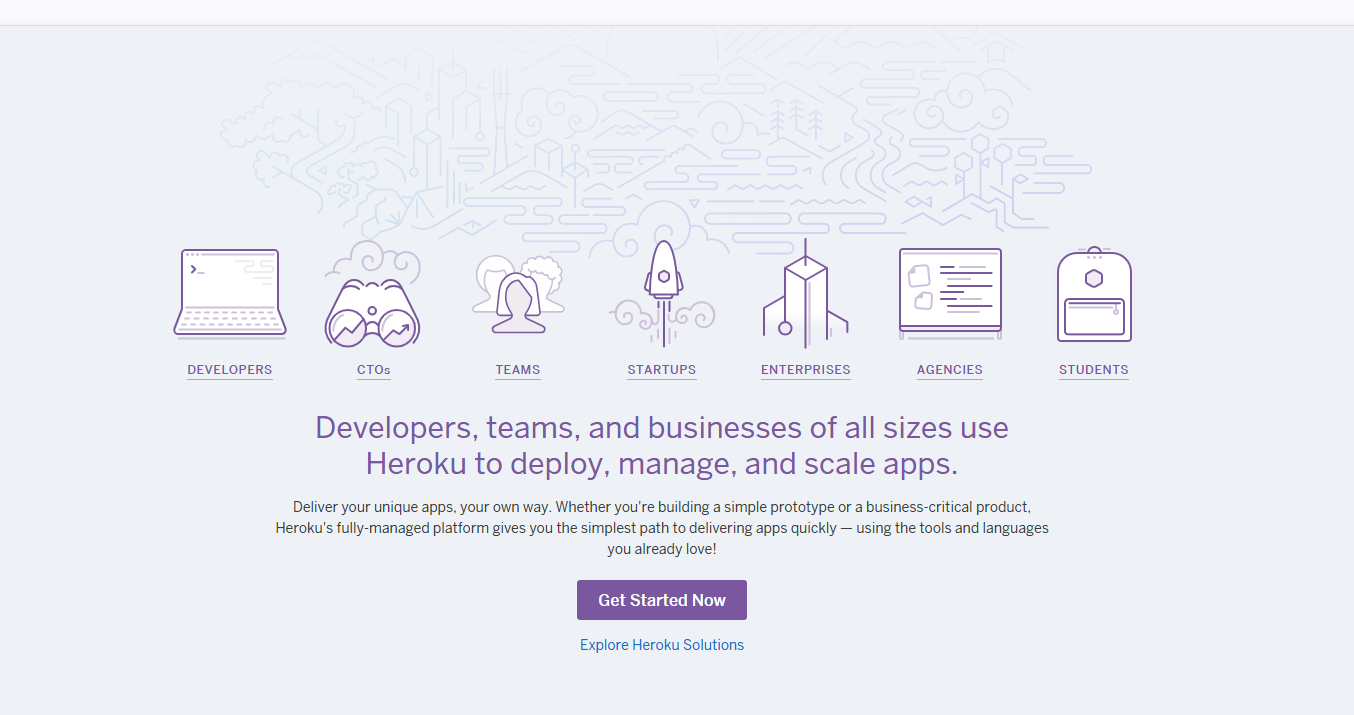 DEVELOPERS CTOs TEAMS STARTUPS ENTERPRISES AGENCIES STUDENTS
Developers, teams, and businesses of all sizes use
Heroku to deploy, manage, and scale apps.
Deliver your unique apps, your own way. Whether you're building a simple prototype or a business-critical product,
Heroku's fully-managed platform gives you the simplest path to delivering apps quickly — using the tools and languages
you already love!
Get Started Now
Explore Heroku Solutions